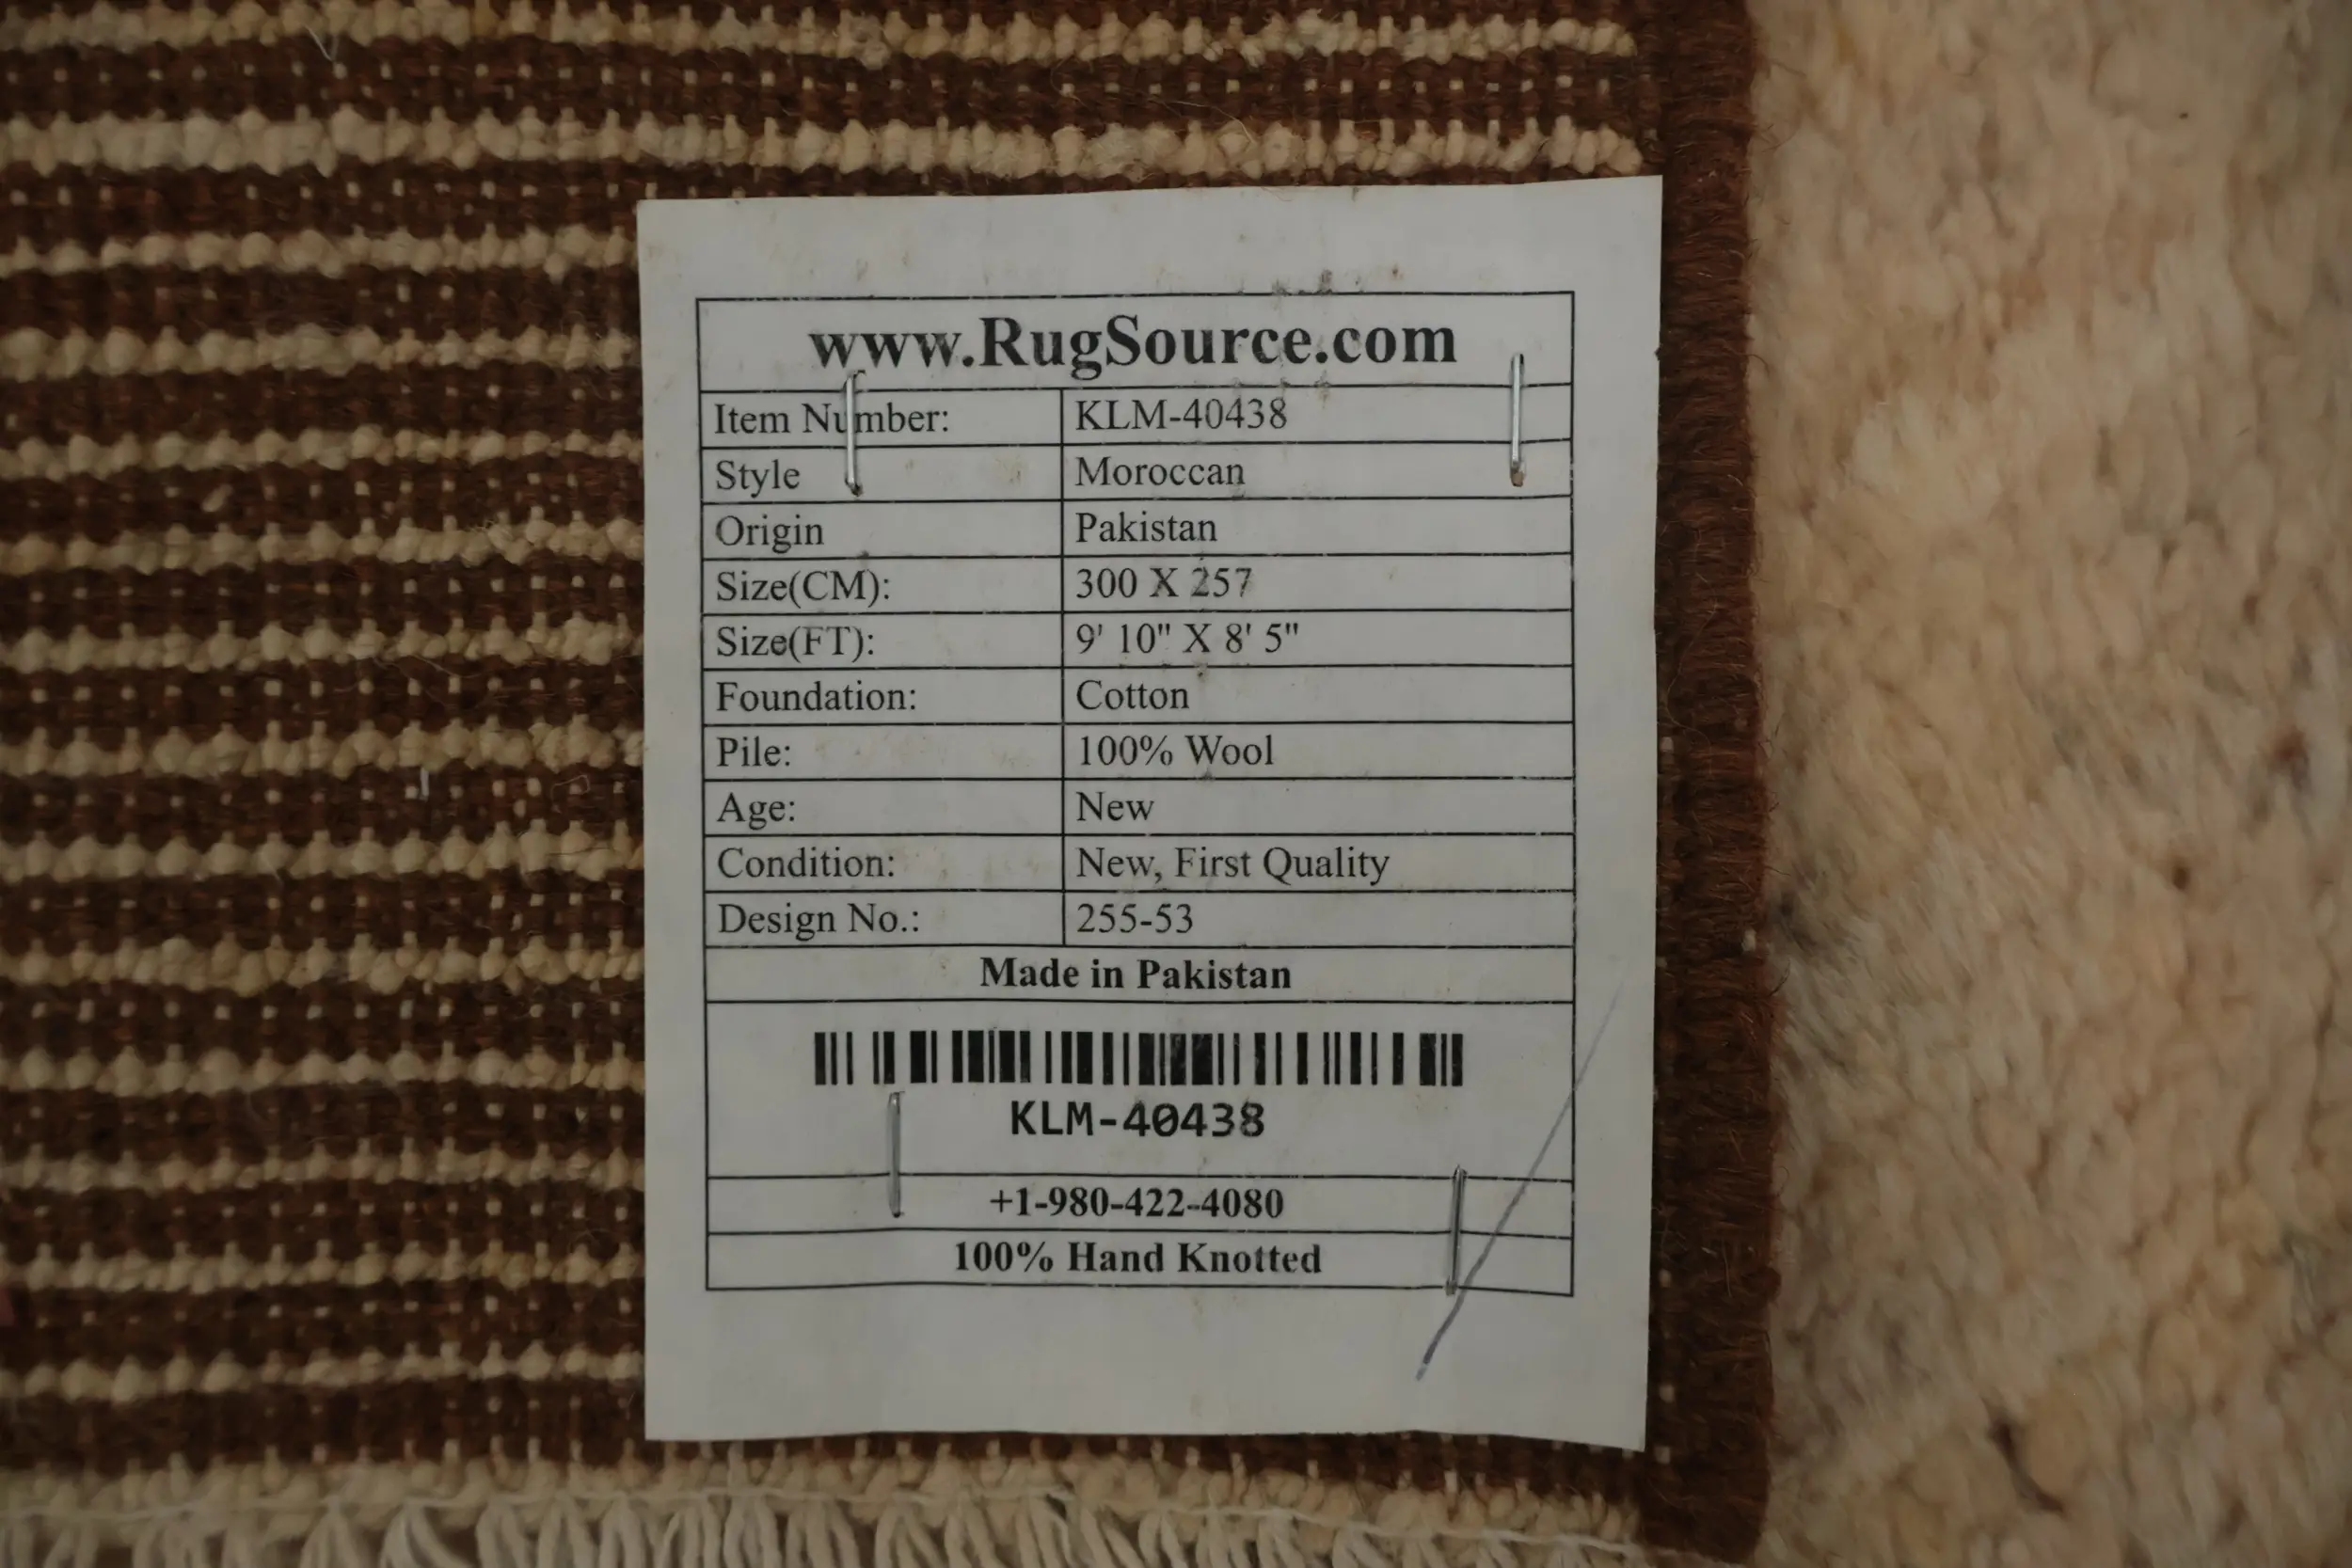 www.RugSource.com
Item Number: KLM-40438
Style Moroccan
Origin Pakistan
Size(CM): 300 X 257
Size(FT): 9' 10" X 8' 5"
Foundation: Cotton
Pile: 100% Wool
Age: New
Condition: New, First Quality
Design No.: 255-53
Made in Pakistan
KLM-40438
+1-980-422-4080
100% Hand Knotted